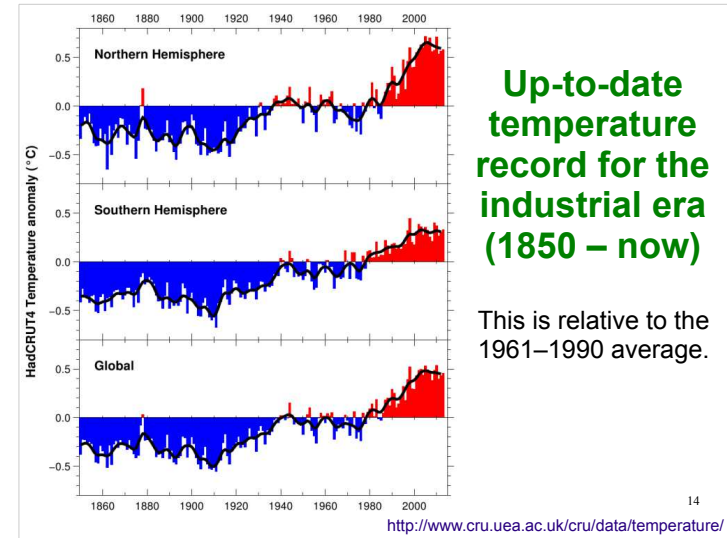 1860 1880 1900 1920 1940 1960 1980 2000
Northern Hemisphere
0.5
0.0
−0.5
Southern Hemisphere
0.5
0.0
−0.5
Global
0.5
0.0
−0.5
1860 1880 1900 1920 1940 1960 1980 2000
HadCRUT4 Temperature anomaly (°C)
Up-to-date
temperature
record for the
industrial era
(1850 – now)
This is relative to the
1961–1990 average.
14
http://www.cru.uea.ac.uk/cru/data/temperature/